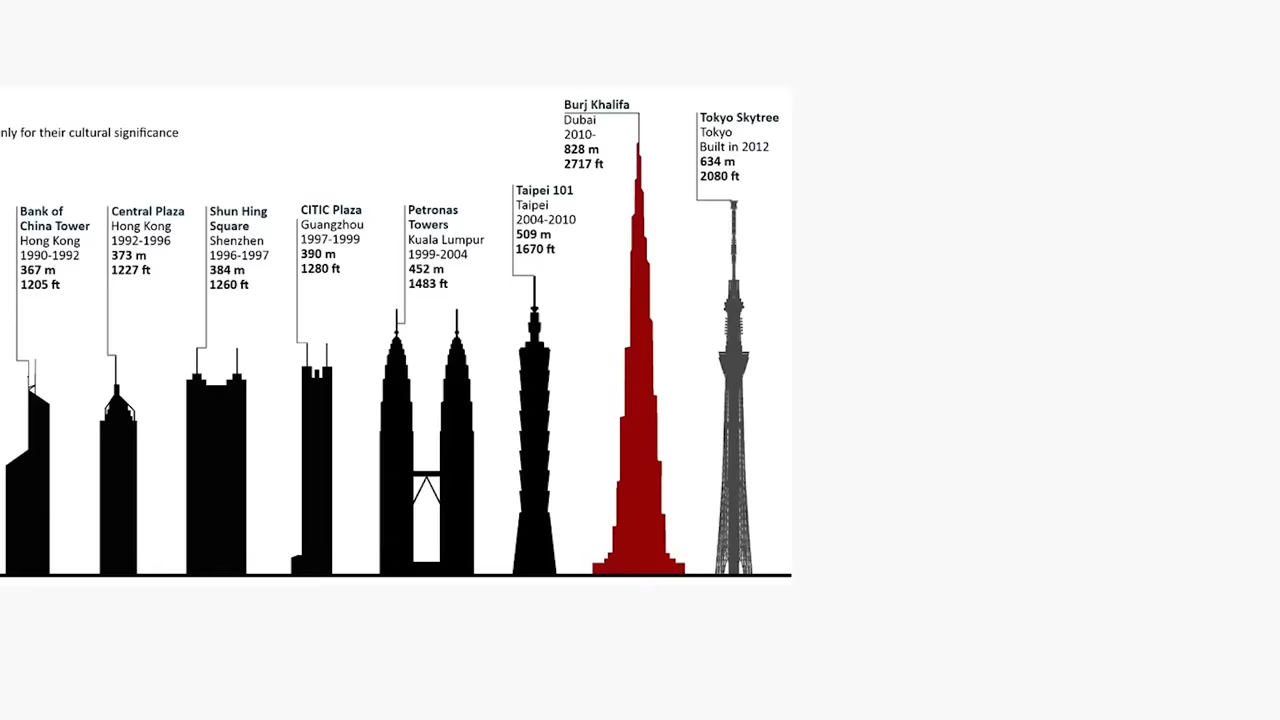 nly for their cultural significance
Bank of
China Tower
Hong Kong
1990-1992
367 m
1205 ft
Central Plaza
Hong Kong
1992-1996
373 m
1227 ft
Shun Hing
Square
Shenzhen
1996-1997
384 m
1260 ft
CITIC Plaza
Guangzhou
1997-1999
390 m
1280 ft
Petronas
Towers
Kuala Lumpur
1999-2004
452 m
1483 ft
Taipei 101
Taipei
2004-2010
509 m
1670 ft
Burj Khalifa
Dubai
2010-
828 m
2717 ft
Tokyo Skytree
Tokyo
Built in 2012
634 m
2080 ft